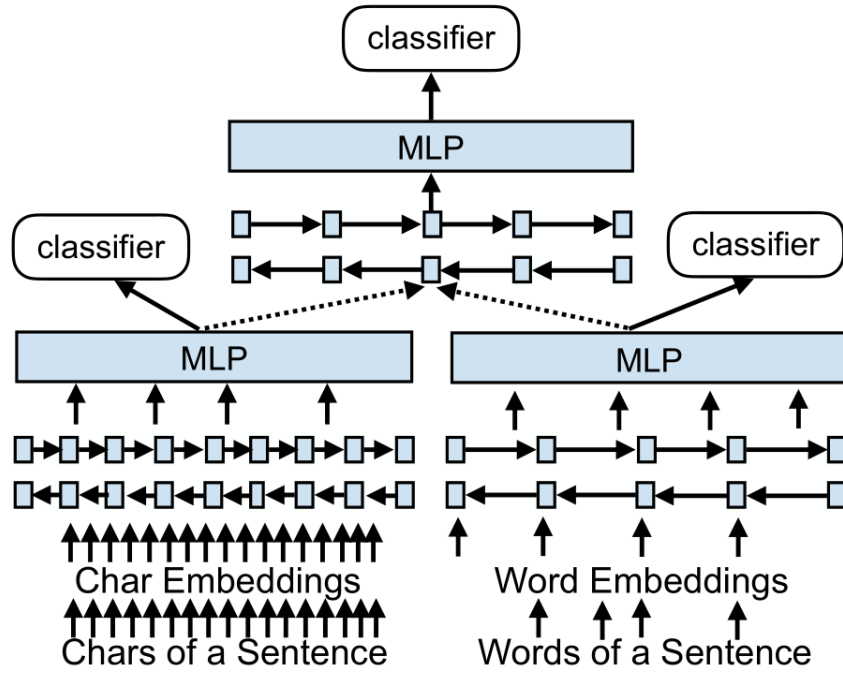 classifier
MLP
classifier
classifier
MLP
MLP
Char Embeddings
Word Embeddings
Chars of a Sentence
Words of a Sentence